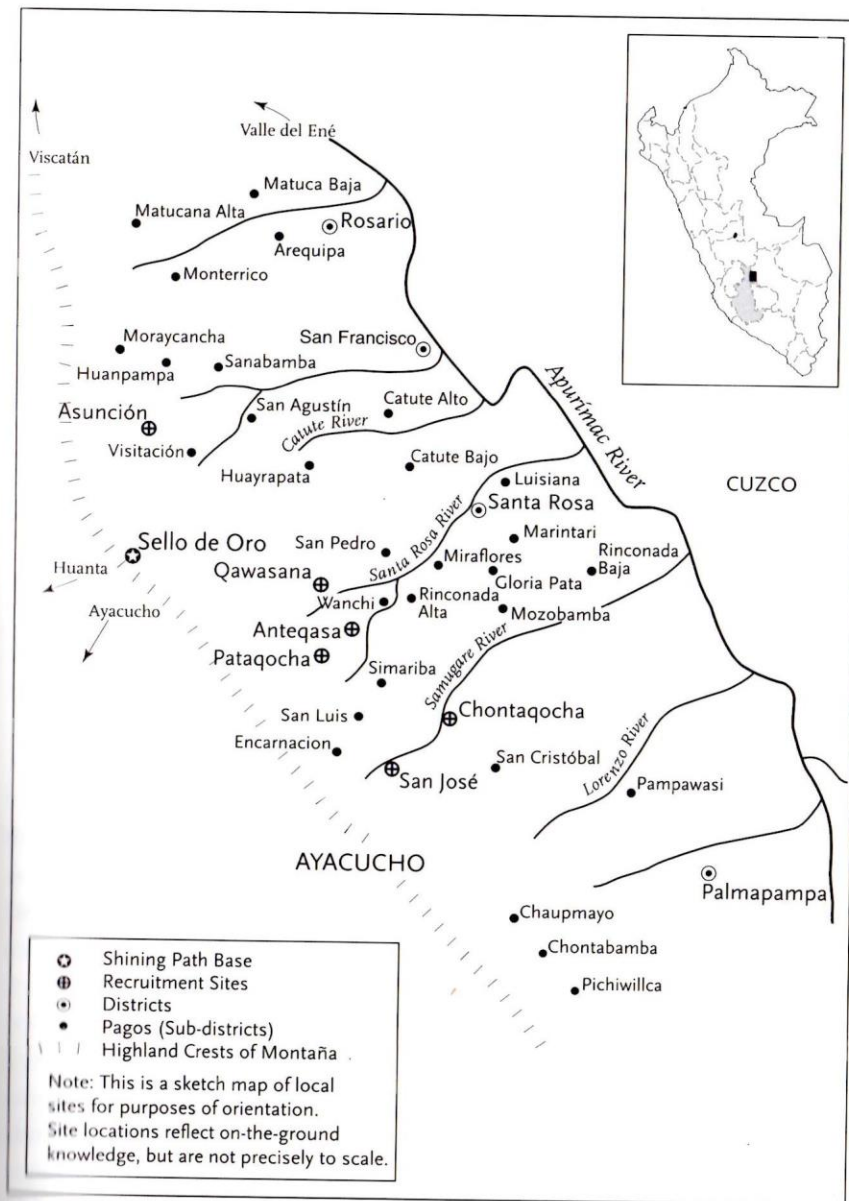 Valle del Ené
Viscatán
Matuca Baja
Matucana Alta
Rosario
Arequipa
Monterrico
Moraycancha
San Francisco
Huanpampa
Sanabamba
Asunción
San Agustín
Catute Alto
Catute River
Visitación
Huayrapata
Catute Bajo
Apurímac River
CUZCO
Luisiana
Santa Rosa
Santa Rosa River
Marintari
Sello de Oro
San Pedro
Miraflores
Rinconada
Baja
Huanta
Qawasana
Gloria Pata
Ayacucho
Wanchi
Rinconada
Alta
Mozobamba
Anteqasa
Pataqocha
Samugare River
Simariba
San Luis
Chontaqocha
Encarnacion
San José
San Cristóbal
Lorenzo River
Pampawasi
AYACUCHO
Palmapampa
Chaupmayo
Chontabamba
Pichiwillca
Shining Path Base
Recruitment Sites
Districts
Pagos (Sub-districts)
Highland Crests of Montaña
Note: This is a sketch map of local
sites for purposes of orientation.
Site locations reflect on-the-ground
knowledge, but are not precisely to scale.